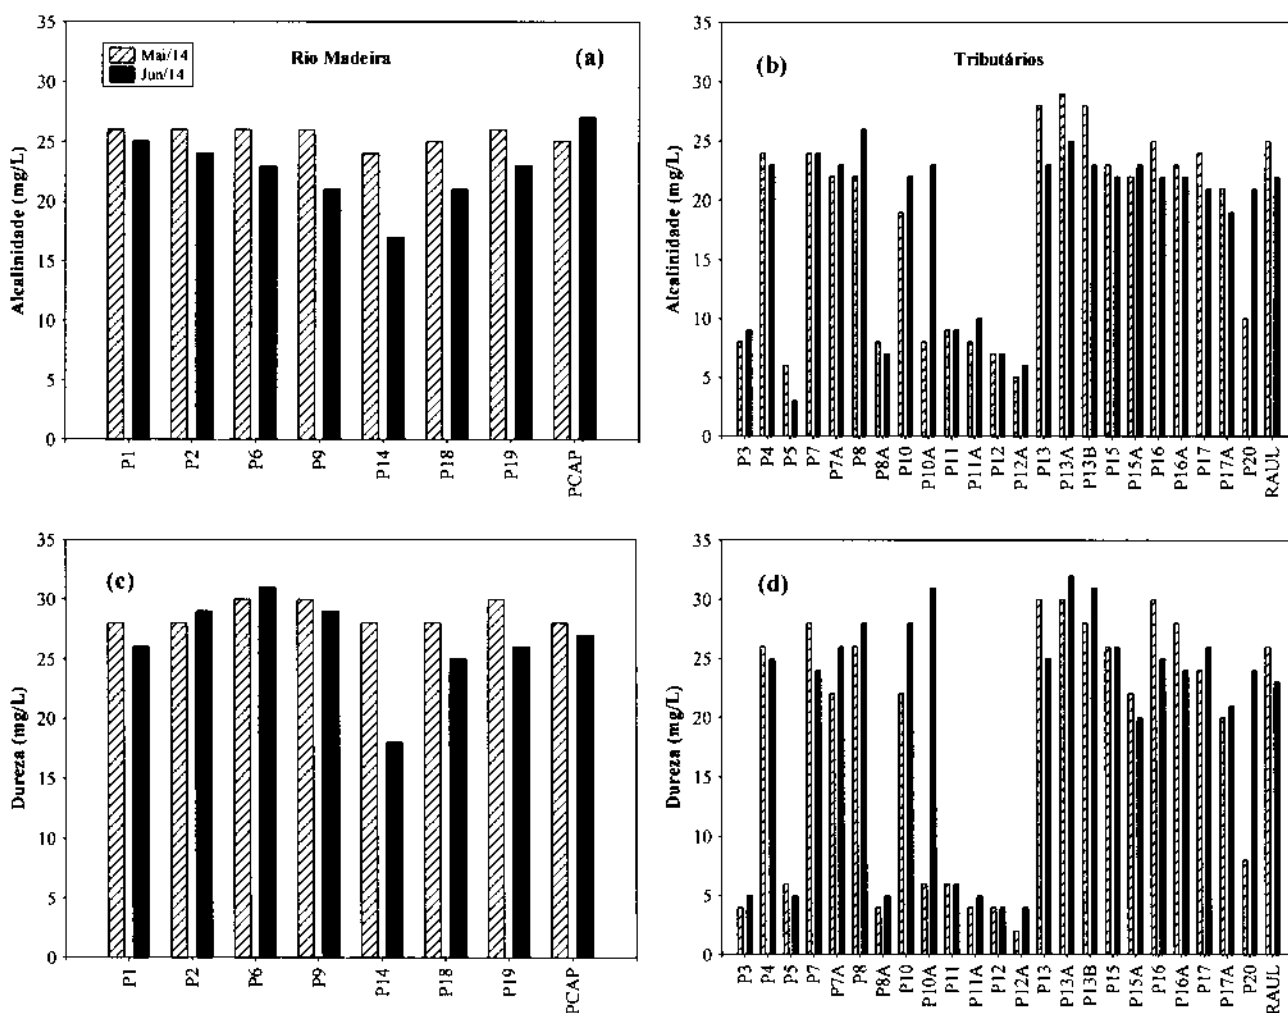 Rio Madeira
(a)
Mai/14
Jun/14
Alcalinidade (mg/L)
35
30
25
20
15
10
5
0
P1 P2 P6 P9 P14 P18 P19 PCAP
Tributários
(b)
Alcalinidade (mg/L)
35
30
25
20
15
10
5
0
P3 P4 P5 P7 P7A P8 P8A P10 P10A P11 P11A P12 P12A P13 P13A P13B P15 P15A P16 P16A P17 P17A P20 RAUL
(c)
Dureza (mg/L)
35
30
25
20
15
10
5
0
P1 P2 P6 P9 P14 P18 P19 PCAP
(d)
Dureza (mg/L)
35
30
25
20
15
10
5
0
P3 P4 P5 P7 P7A P8 P8A P10 P10A P11 P11A P12 P12A P13 P13A P13B P15 P15A P16 P16A P17 P17A P20 RAUL